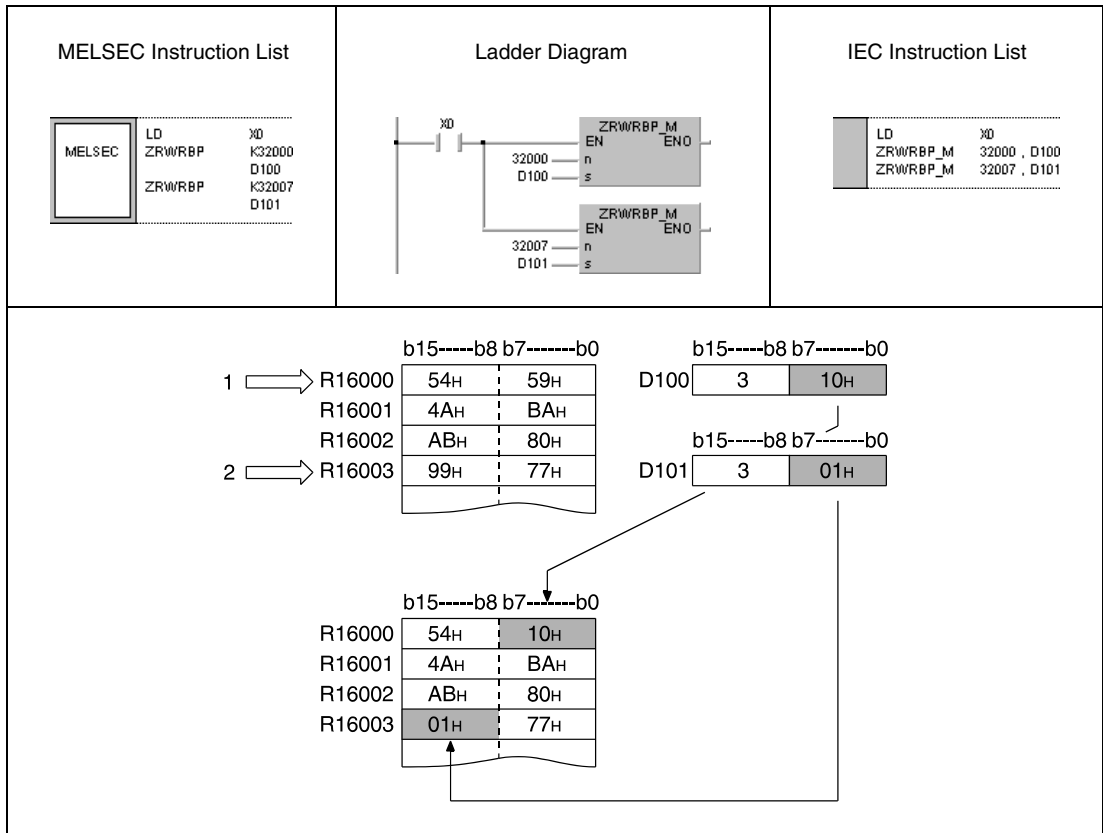 MELSEC Instruction List
Ladder Diagram
IEC Instruction List
MELSEC
LD X0
ZRWRBP K32000
D100
ZRWRBP K32007
D101
X0
ZRWRBP_M
EN ENO
32000 n
D100 s
ZRWRBP_M
EN ENO
32007 n
D101 s
LD X0
ZRWRBP_M 32000 , D100
ZRWRBP_M 32007 , D101
b15-----b8 b7-------b0
1 R16000 54H 59H
R16001 4AH BAH
R16002 ABH 80H
2 R16003 99H 77H
b15-----b8 b7-------b0
D100 3 10H
b15-----b8 b7-------b0
D101 3 01H
b15-----b8 b7-------b0
R16000 54H 10H
R16001 4AH BAH
R16002 ABH 80H
R16003 01H 77H